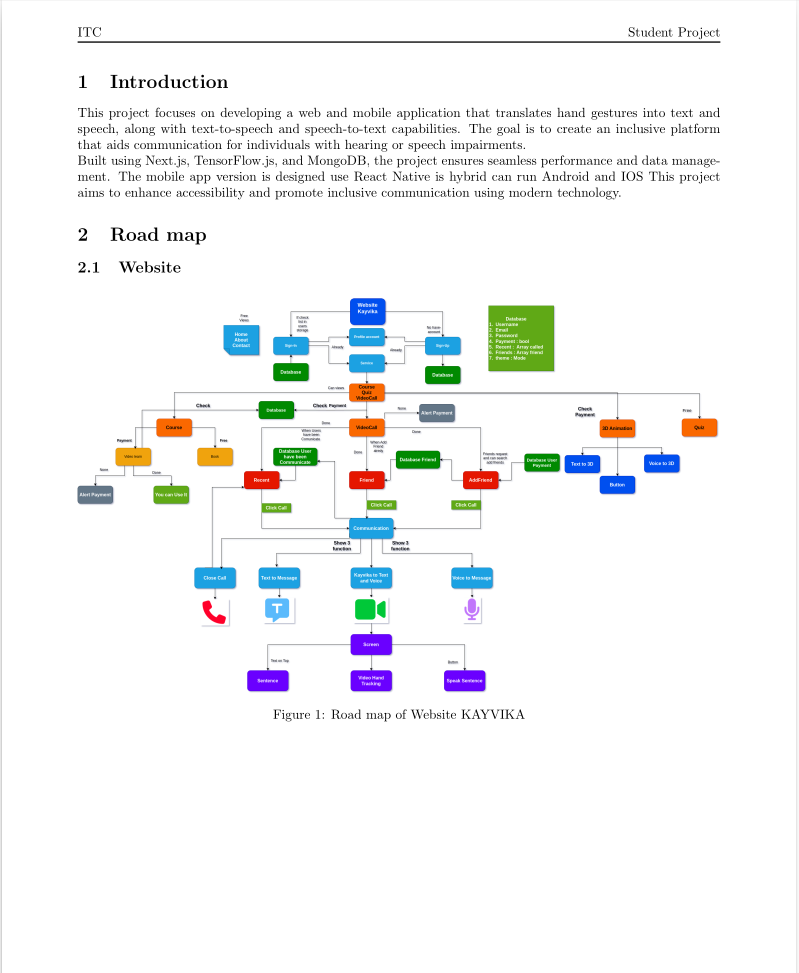 ITC Student Project
1 Introduction
This project focuses on developing a web and mobile application that translates hand gestures into text and
speech, along with text-to-speech and speech-to-text capabilities. The goal is to create an inclusive platform
that aids communication for individuals with hearing or speech impairments.
Built using Next.js, TensorFlow.js, and MongoDB, the project ensures seamless performance and data manage-
ment. The mobile app version is designed use React Native is hybrid can run Android and IOS This project
aims to enhance accessibility and promote inclusive communication using modern technology.
2 Road map
2.1 Website
Website
Kayvika
Free
Views
Home
About
Contact
If check
Not in
users
storage
No have
account
Sign-In
Profile account
Sign-Up
Already
Already
Service
Database
Database
Database
1. Username
2. Email
3. Password
4. Payment : bool
5. Recent : Array called
6. Friends : Array friend
7. theme : Mode
Can views
Course
Quiz
VideoCall
Check
Database
Check Payment
None
Alert Payment
Check
Payment
Free
Course
VideoCall
3D Animation
Quiz
Payment
Free
Done
Done
When Users
have been
Comunicate
When Add
Friend
already
Friends request
and can search
add friends
Video learn
Book
Database User
have been
Communicate
Done
Database Friend
Database User
Payment
Text to 3D
Voice to 3D
Button
None
Done
Alert Payment
You can Use it
Recent
Friend
AddFriend
Click Call
Click Call
Click Call
Communication
Show 3
function
Show 3
function
Close Call
Text to Message
Kayvika to Text
and Voice
Voice to Message
T
Screen
Text on Top
Button
Sentence
Video Hand
Tracking
Speak Sentence
Figure 1: Road map of Website KAYVIKA